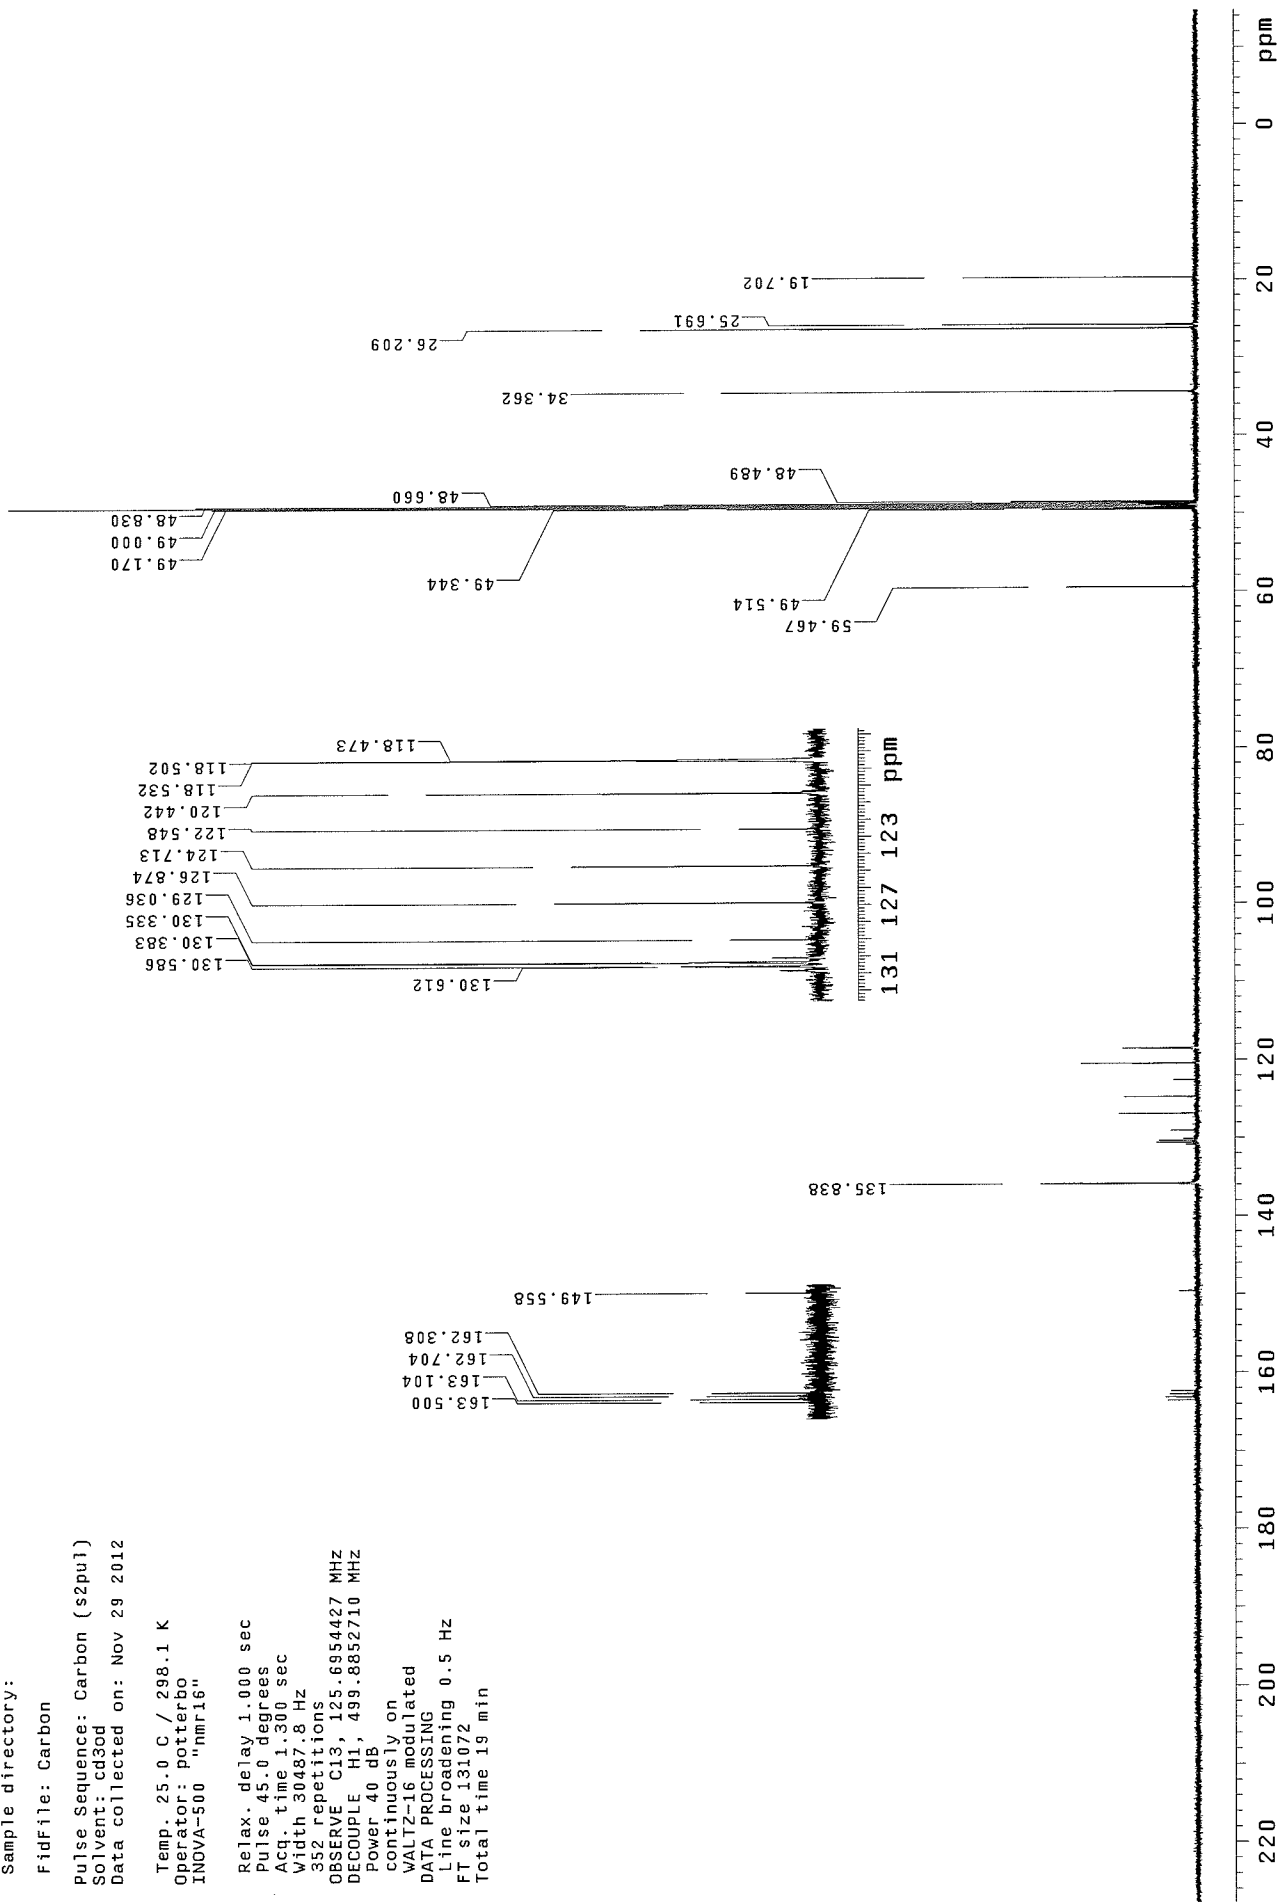 Sample directory:
FidFile: Carbon
Pulse Sequence: Carbon (s2pul)
Solvent: cd3od
Data collected on: Nov 29 2012
Temp. 25.0 C / 298.1 K
Operator: potterbo
INOVA-500 "nmr16"
Relax. delay 1.000 sec
Pulse 45.0 degrees
Acq. time 1.300 sec
Width 30487.8 Hz
352 repetitions
OBSERVE C13, 125.6954427 MHz
DECOUPLE H1, 499.8852710 MHz
Power 40 dB
continuously on
WALTZ-16 modulated
DATA PROCESSING
Line broadening 0.5 Hz
FT size 131072
Total time 19 min
163.500
163.104
162.704
162.308
149.558
135.838
130.612
130.586
130.383
130.335
129.036
126.874
124.713
122.548
120.442
118.532
118.502
118.473
131 127 123 ppm
59.467
49.514
49.344
49.170
49.000
48.830
48.660
48.489
34.362
26.209
25.691
19.702
220 200 180 160 140 120 100 80 60 40 20 0 ppm